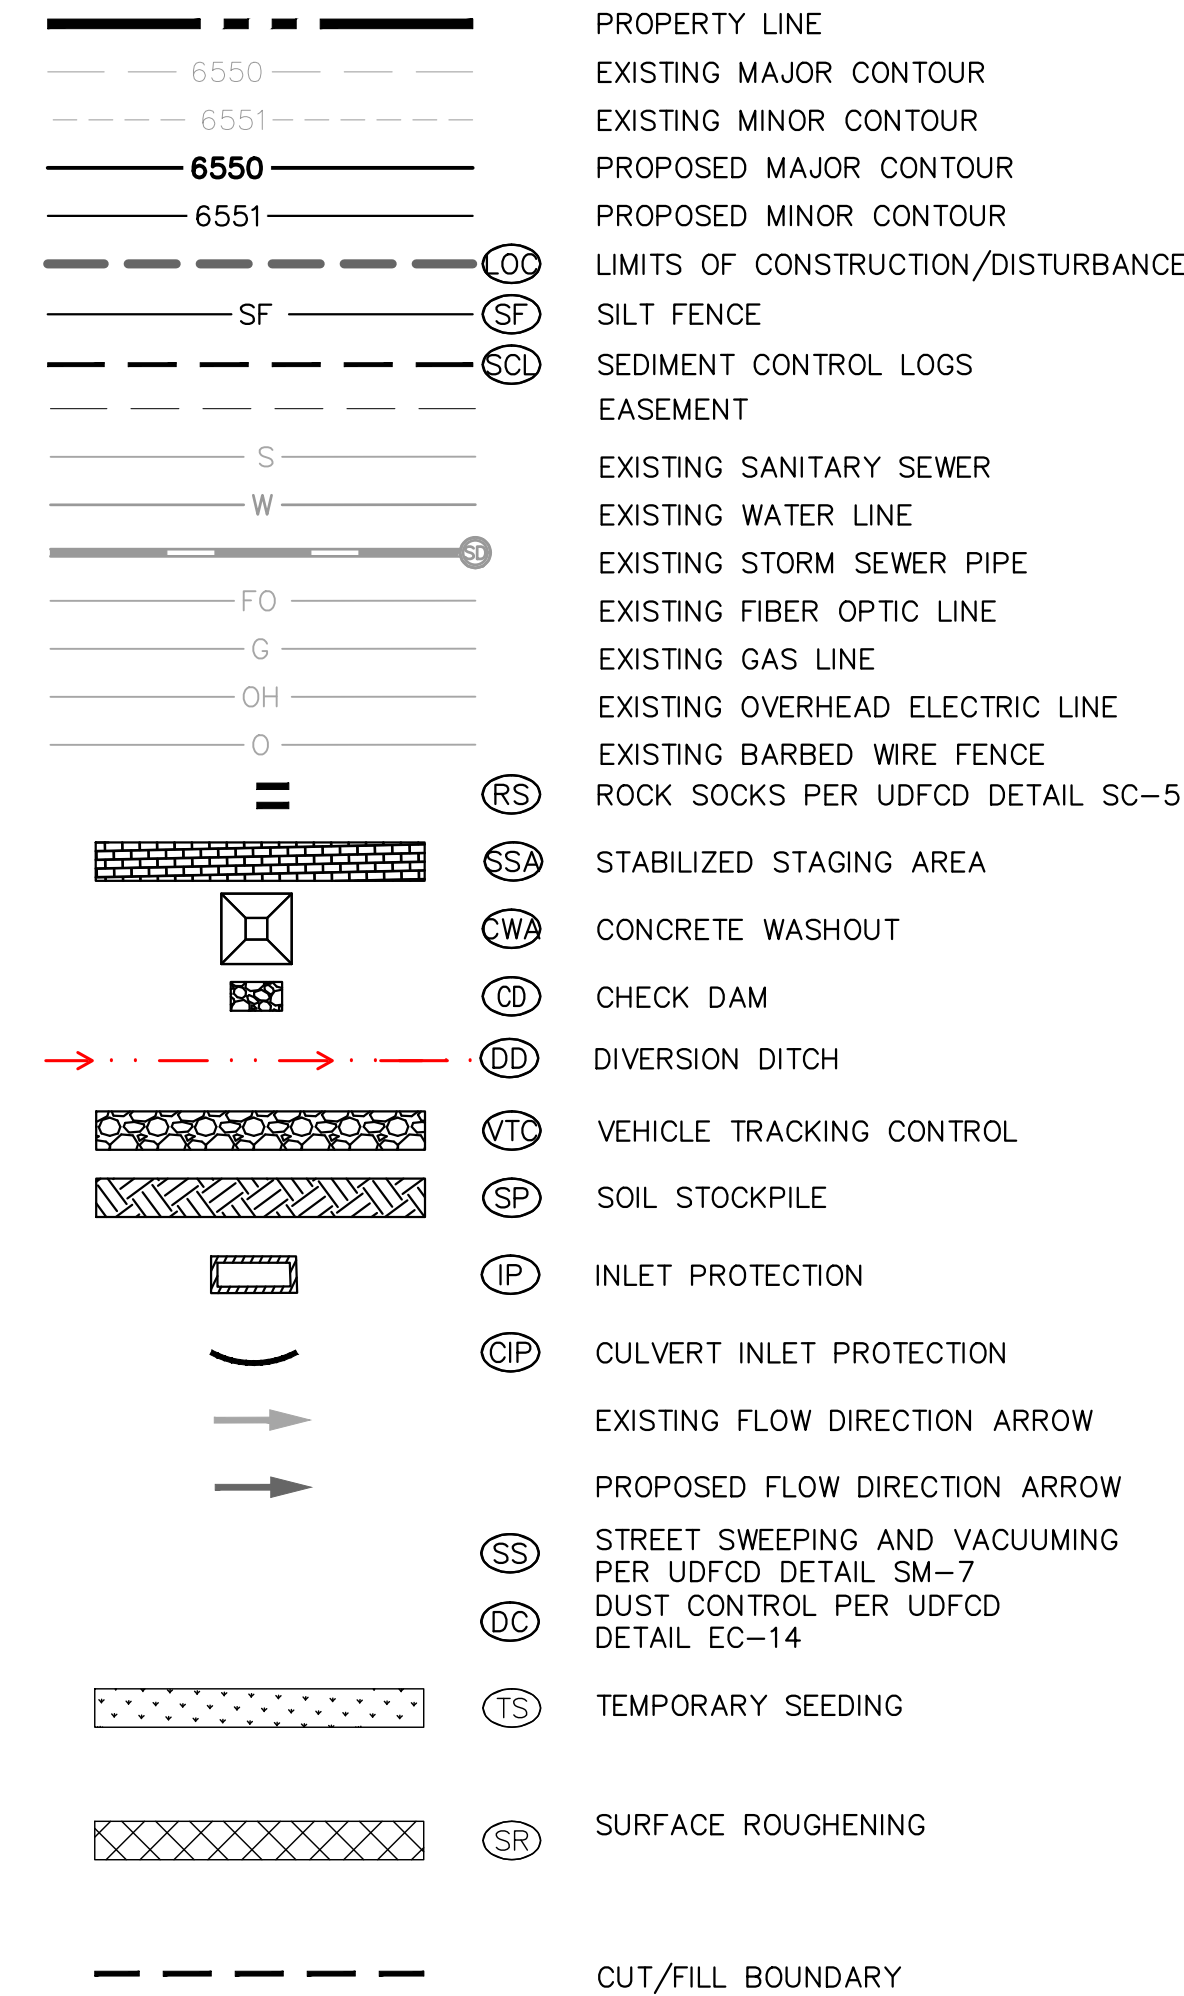 PROPERTY LINE
6550 EXISTING MAJOR CONTOUR
6551 EXISTING MINOR CONTOUR
6550 PROPOSED MAJOR CONTOUR
6551 PROPOSED MINOR CONTOUR
LOC LIMITS OF CONSTRUCTION/DISTURBANCE
SF SF SILT FENCE
SCL SEDIMENT CONTROL LOGS
EASEMENT
S EXISTING SANITARY SEWER
W EXISTING WATER LINE
SD EXISTING STORM SEWER PIPE
FO EXISTING FIBER OPTIC LINE
G EXISTING GAS LINE
OH EXISTING OVERHEAD ELECTRIC LINE
O EXISTING BARBED WIRE FENCE
RS ROCK SOCKS PER UDFCD DETAIL SC-5
SSA STABILIZED STAGING AREA
CWA CONCRETE WASHOUT
CD CHECK DAM
DD DIVERSION DITCH
VTC VEHICLE TRACKING CONTROL
SP SOIL STOCKPILE
IP INLET PROTECTION
CIP CULVERT INLET PROTECTION
EXISTING FLOW DIRECTION ARROW
PROPOSED FLOW DIRECTION ARROW
SS STREET SWEEPING AND VACUUMING
PER UDFCD DETAIL SM-7
DC DUST CONTROL PER UDFCD
DETAIL EC-14
TS TEMPORARY SEEDING
SR SURFACE ROUGHENING
CUT/FILL BOUNDARY